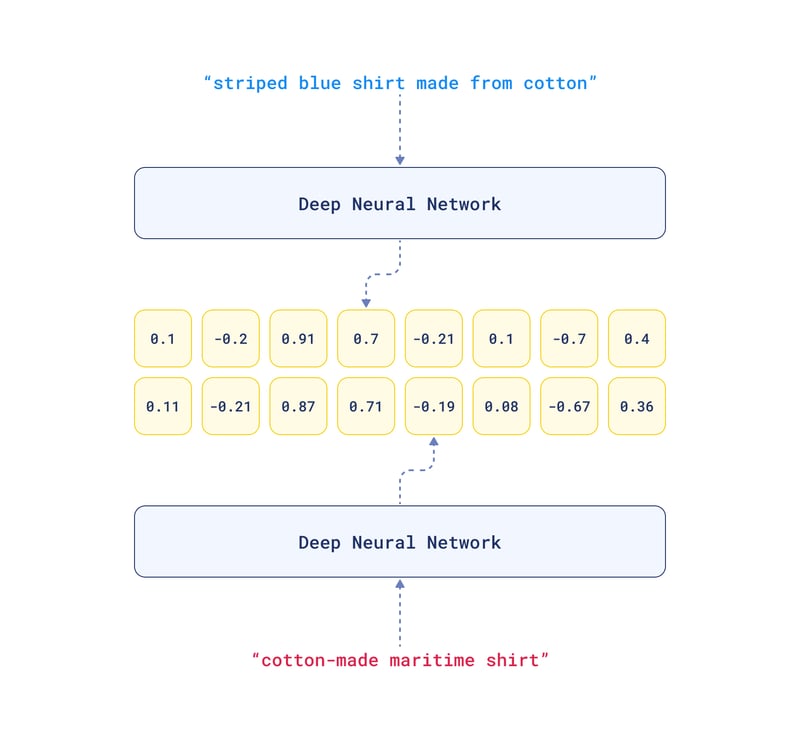 “striped blue shirt made from cotton”
Deep Neural Network
0.1 -0.2 0.91 0.7 -0.21 0.1 -0.7 0.4
0.11 -0.21 0.87 0.71 -0.19 0.08 -0.67 0.36
Deep Neural Network
“cotton-made maritime shirt”